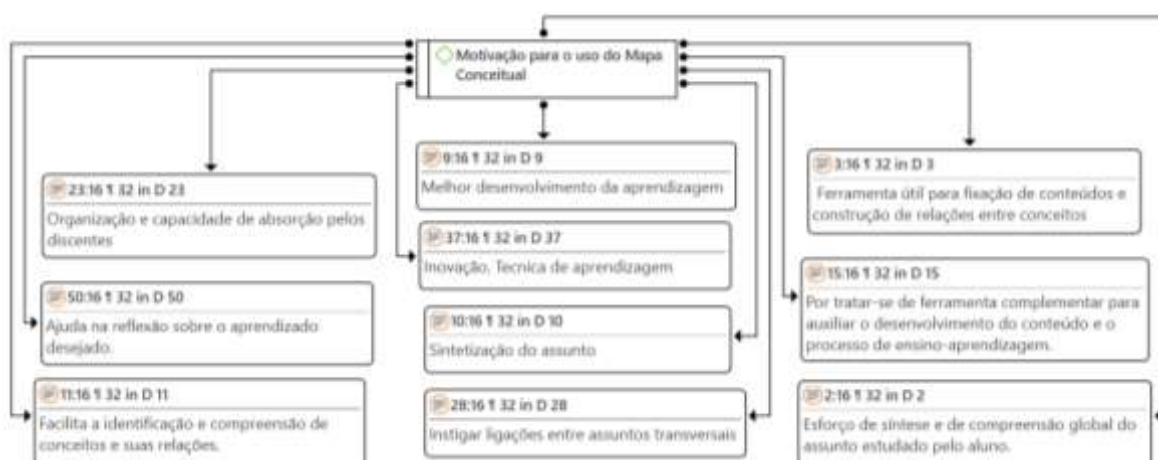 Motivação para o uso do Mapa
Conceitual
23:16 ¶ 32 in D 23
Organização e capacidade de absorção pelos
discentes
50:16 ¶ 32 in D 50
Ajuda na reflexão sobre o aprendizado
desejado.
11:16 ¶ 32 in D 11
Facilita a identificação e compreensão de
conceitos e suas relações.
9:16 ¶ 32 in D 9
Melhor desenvolvimento da aprendizagem
37:16 ¶ 32 in D 37
Inovação. Tecnica de aprendizagem
10:16 ¶ 32 in D 10
Sintetização do assunto
28:16 ¶ 32 in D 28
Instigar ligações entre assuntos transversais
3:16 ¶ 32 in D 3
Ferramenta útil para fixação de conteúdos e
construção de relações entre conceitos
15:16 ¶ 32 in D 15
Por tratar-se de ferramenta complementar para
auxiliar o desenvolvimento do conteúdo e o
processo de ensino-aprendizagem.
2:16 ¶ 32 in D 2
Esforço de síntese e de compreensão global do
assunto estudado pelo aluno.